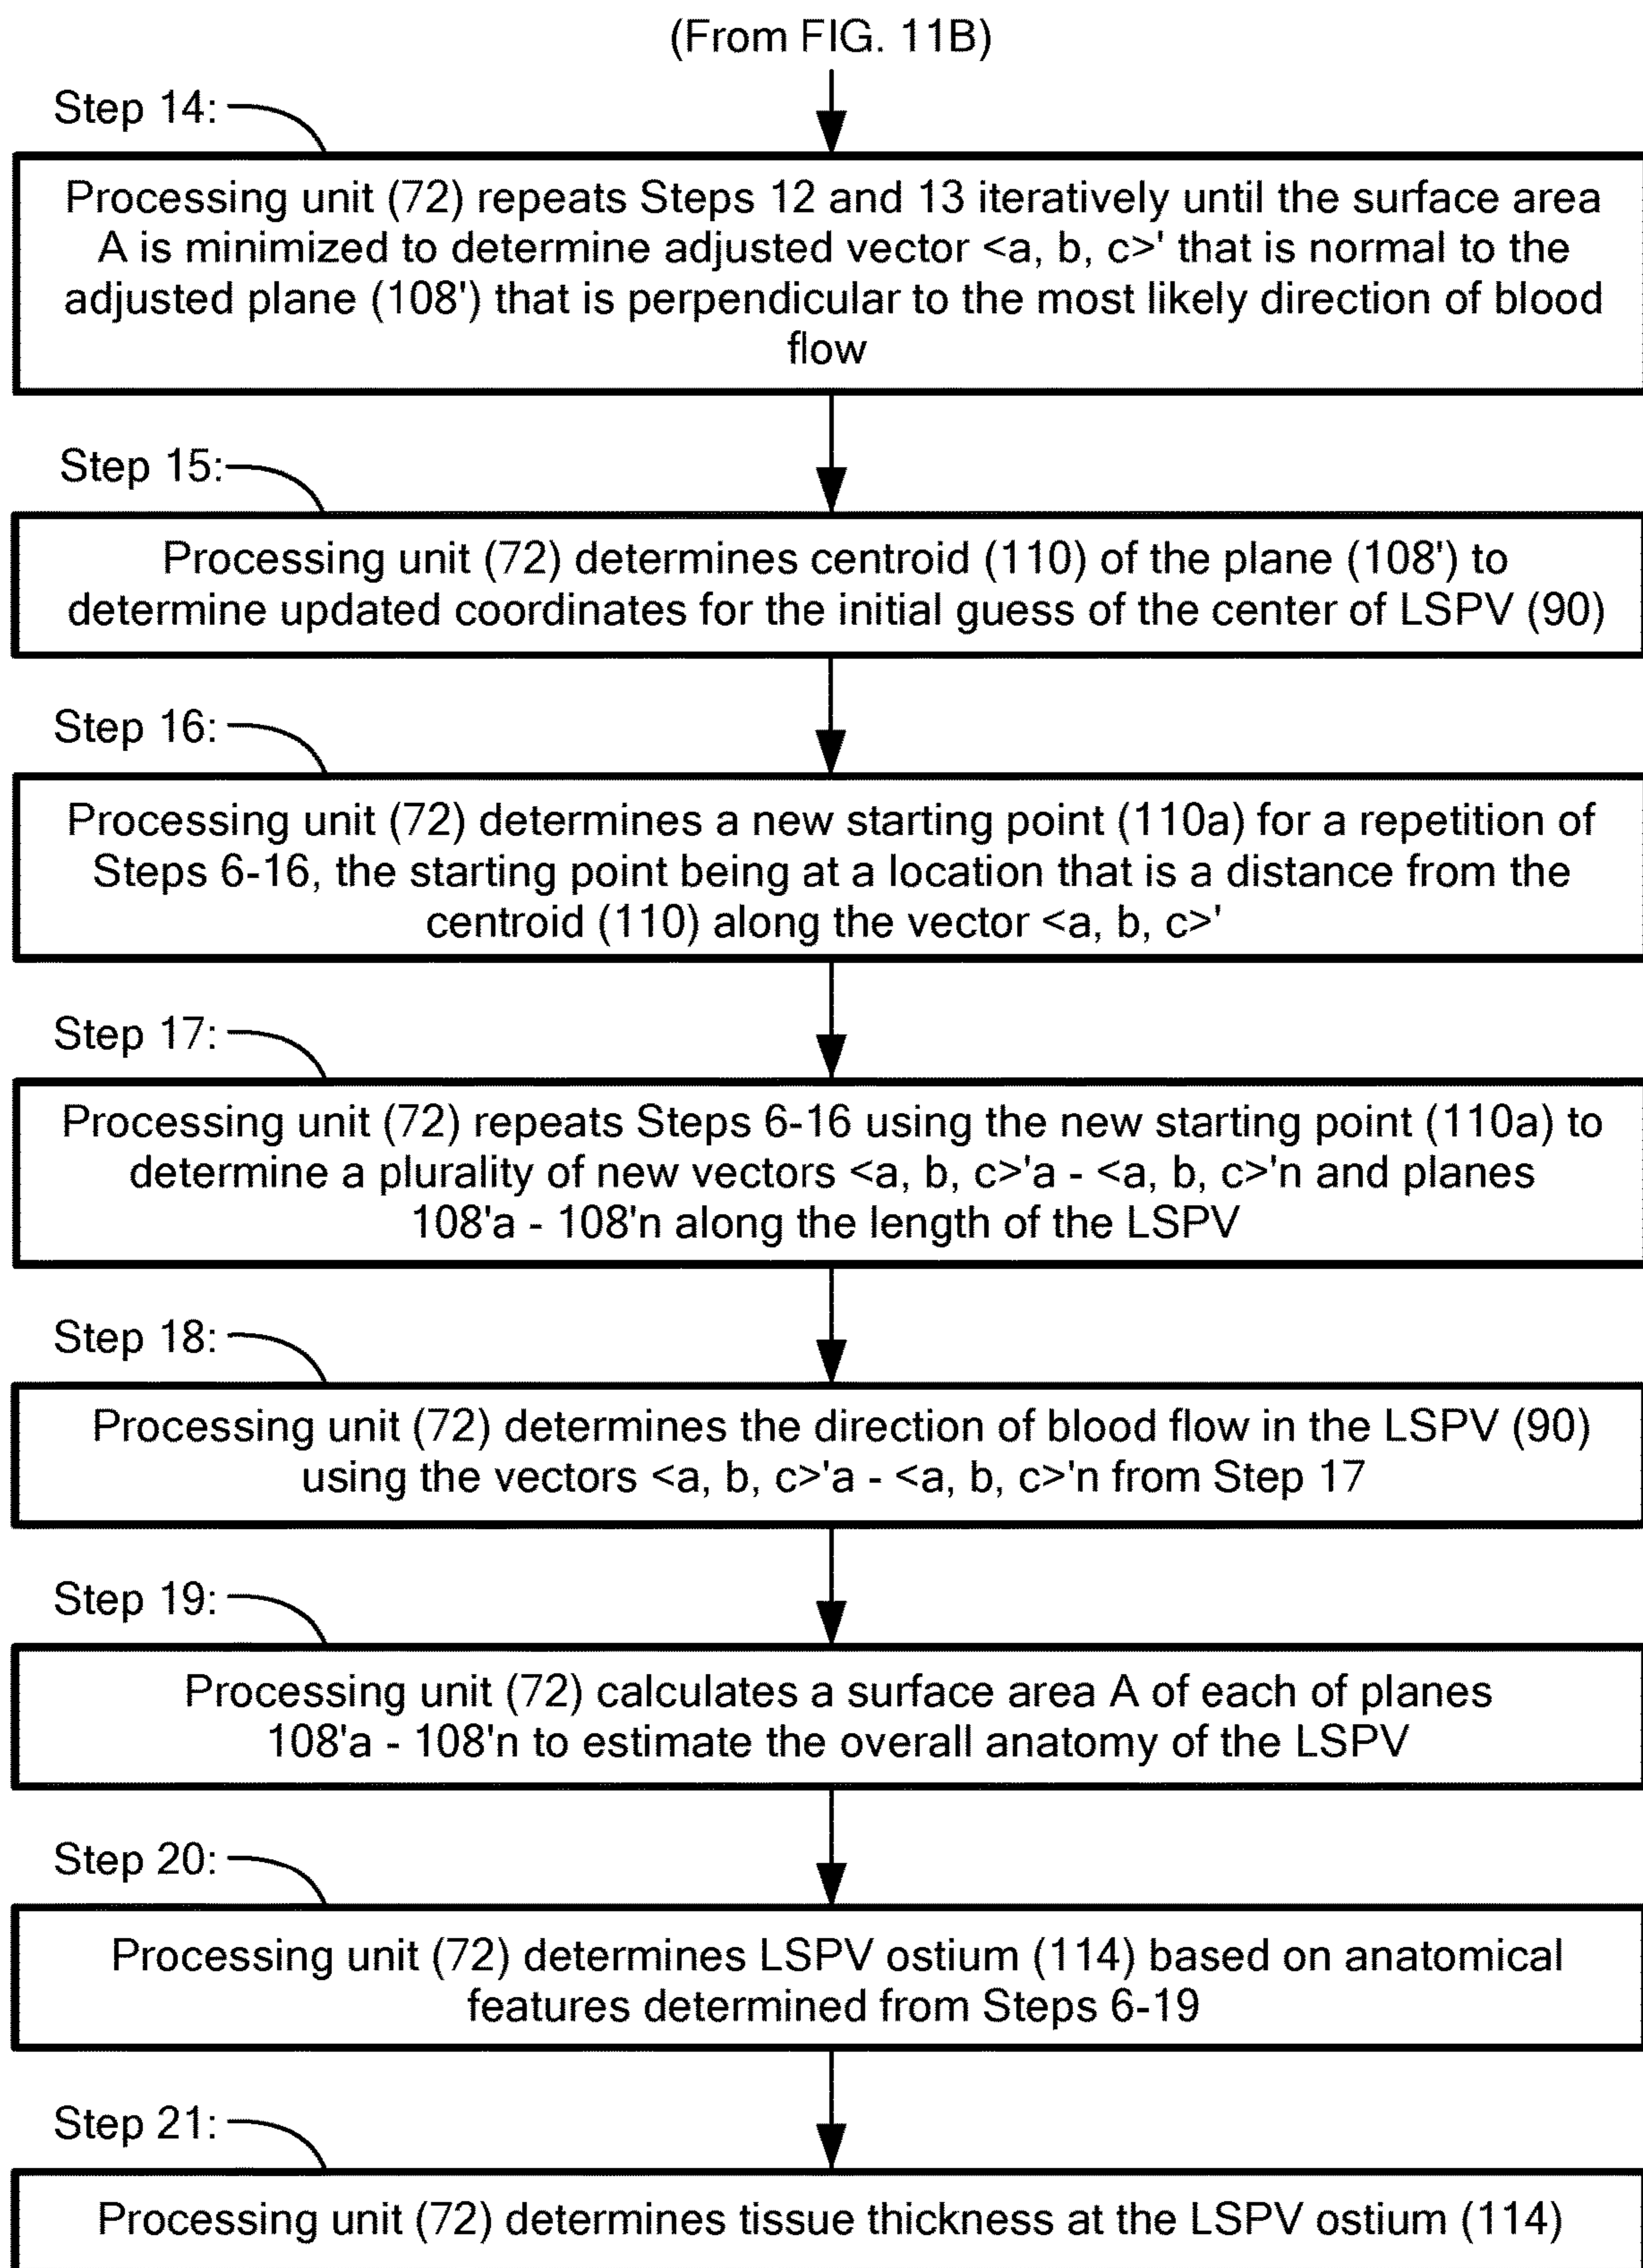 (From FIG. 11B)
Step 14:
Processing unit (72) repeats Steps 12 and 13 iteratively until the surface area
A is minimized to determine adjusted vector <a, b, c>' that is normal to the
adjusted plane (108') that is perpendicular to the most likely direction of blood
flow
Step 15:
Processing unit (72) determines centroid (110) of the plane (108') to
determine updated coordinates for the initial guess of the center of LSPV (90)
Step 16:
Processing unit (72) determines a new starting point (110a) for a repetition of
Steps 6-16, the starting point being at a location that is a distance from the
centroid (110) along the vector <a, b, c>'
Step 17:
Processing unit (72) repeats Steps 6-16 using the new starting point (110a) to
determine a plurality of new vectors <a, b, c>'a - <a, b, c>'n and planes
108'a - 108'n along the length of the LSPV
Step 18:
Processing unit (72) determines the direction of blood flow in the LSPV (90)
using the vectors <a, b, c>'a - <a, b, c>'n from Step 17
Step 19:
Processing unit (72) calculates a surface area A of each of planes
108'a - 108'n to estimate the overall anatomy of the LSPV
Step 20:
Processing unit (72) determines LSPV ostium (114) based on anatomical
features determined from Steps 6-19
Step 21:
Processing unit (72) determines tissue thickness at the LSPV ostium (114)